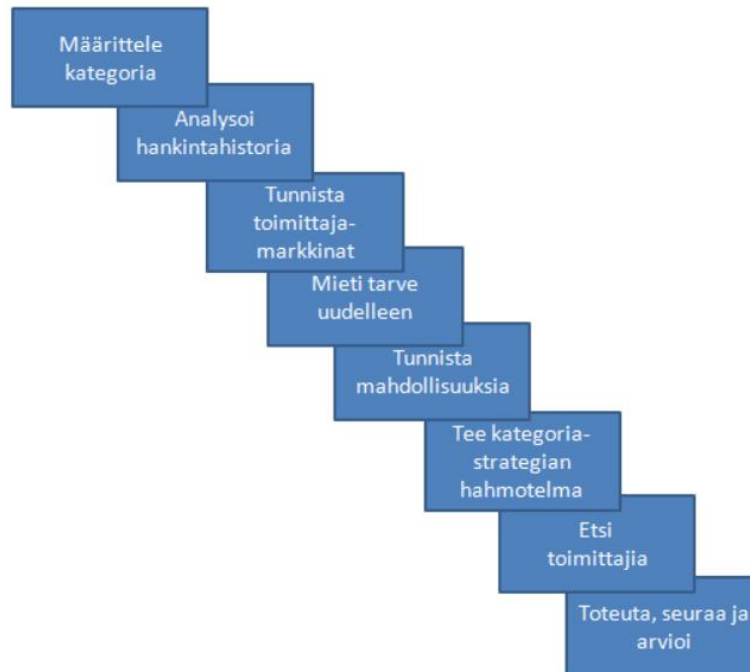 Määrittele
kategoria
Analysoi
hankintahistoria
Tunnista
toimittaja-
markkinat
Mieti tarve
uudelleen
Tunnista
mahdollisuuksia
Tee kategoria-
strategian
hahmotelma
Etsi
toimittajia
Toteuta, seuraa ja
arvioi